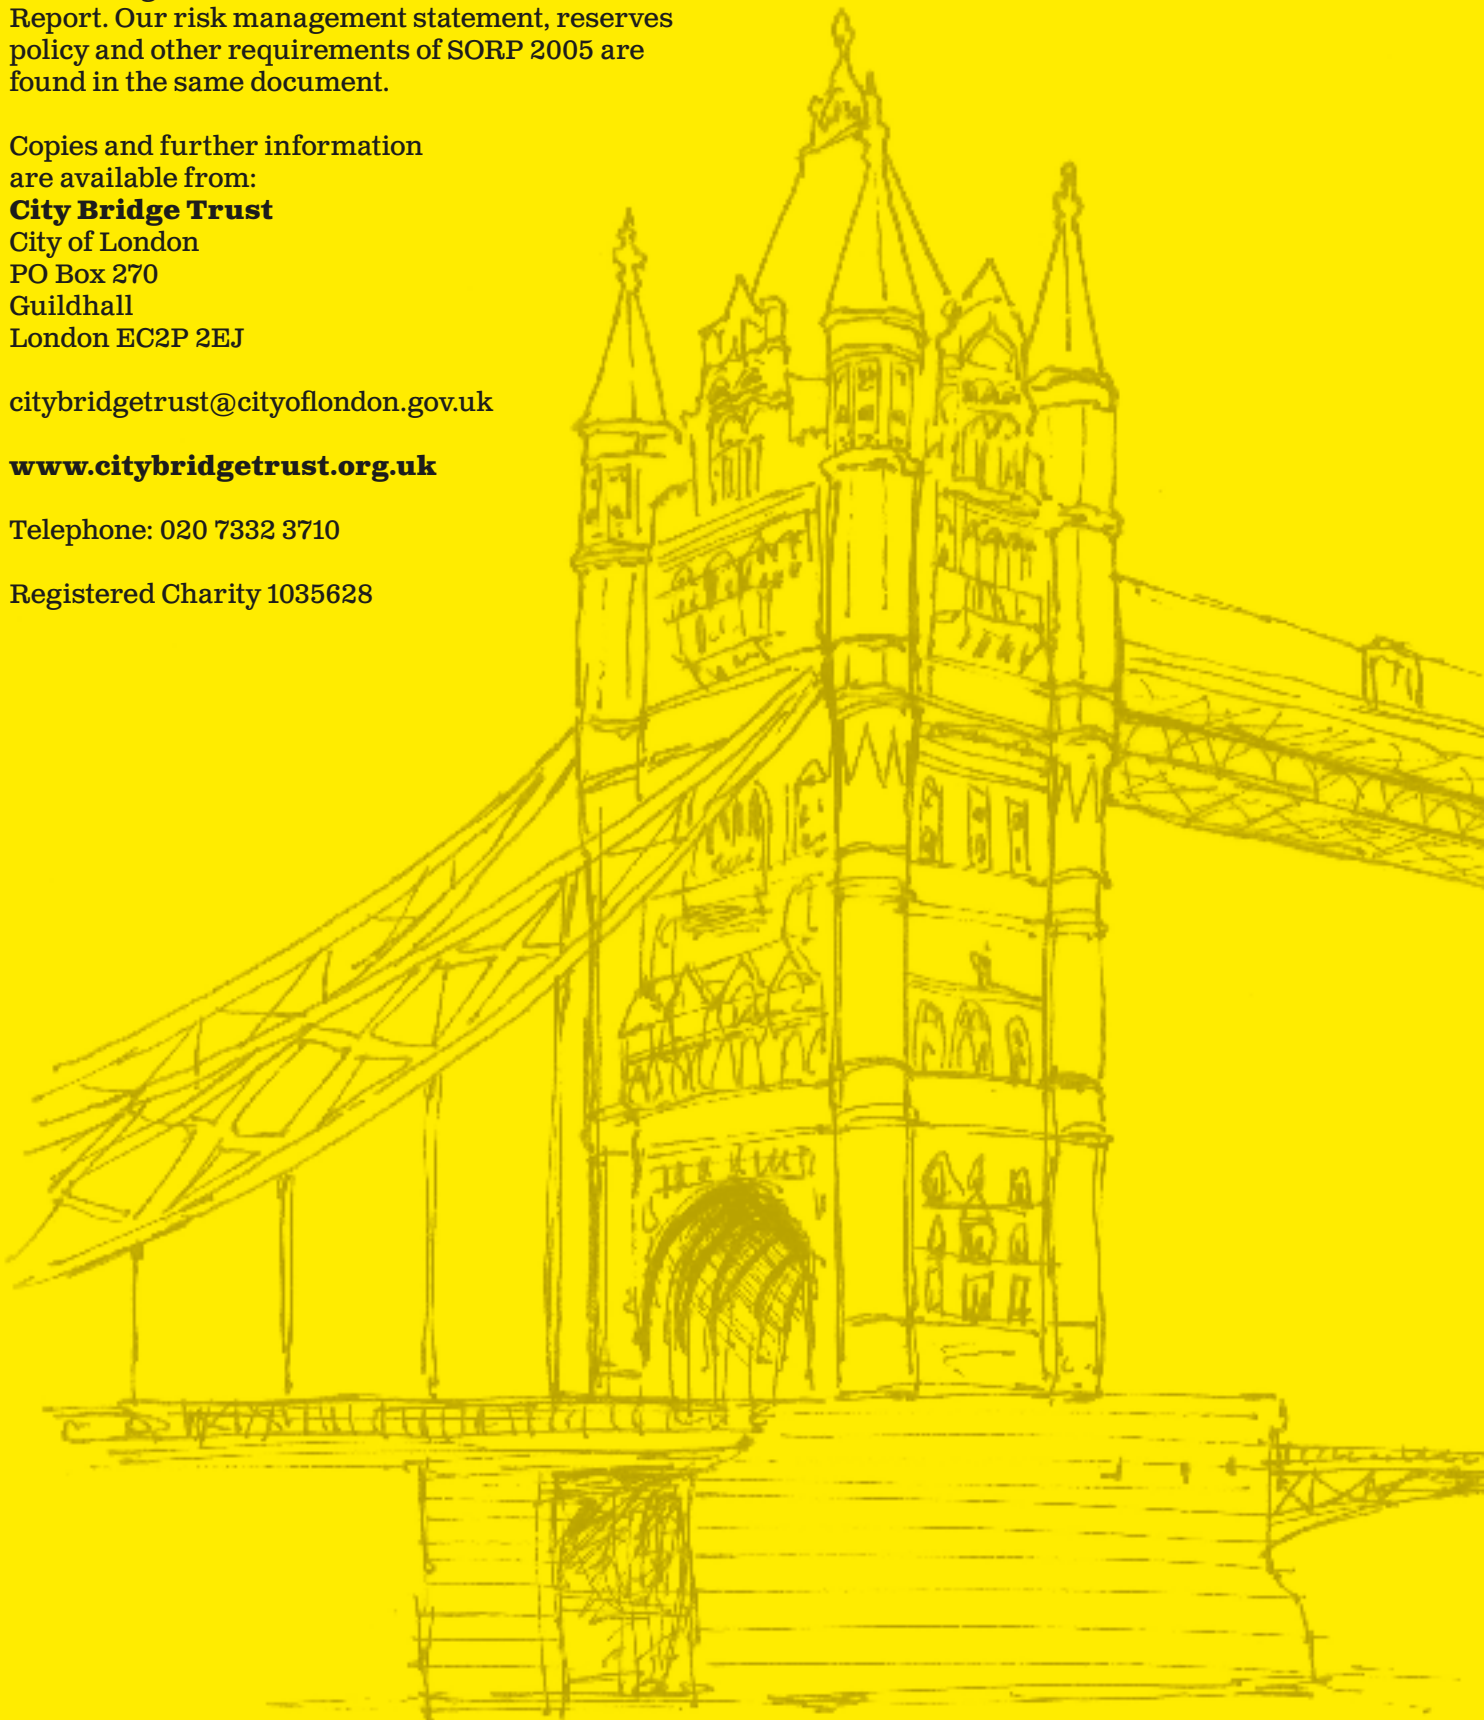 Report. Our risk management statement, reserves
policy and other requirements of SORP 2005 are
found in the same document.
Copies and further information
are available from:
City Bridge Trust
City of London
PO Box 270
Guildhall
London EC2P 2EJ
citybridgetrust@cityoflondon.gov.uk
www.citybridgetrust.org.uk
Telephone: 020 7332 3710
Registered Charity 1035628